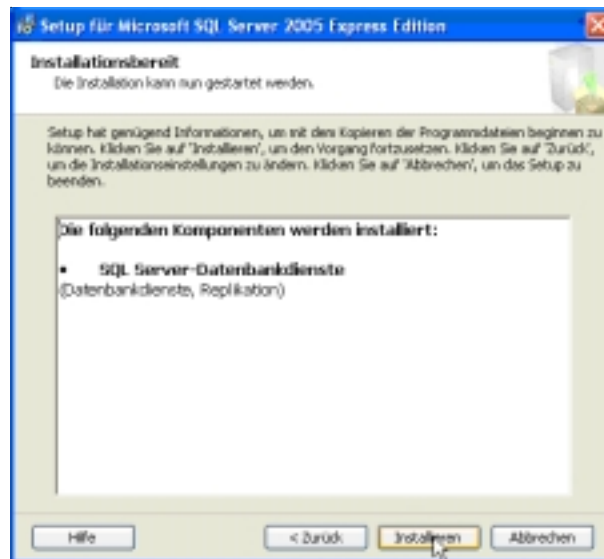 Setup für Microsoft SQL Server 2005 Express Edition
Installationsbereit
Die Installation kann nun gestartet werden.
Setup hat genügend Informationen, um mit dem Kopieren der Programmdateien beginnen zu
können. Klicken Sie auf 'Installieren', um den Vorgang fortzusetzen. Klicken Sie auf 'Zurück',
um die Installationseinstellungen zu ändern. Klicken Sie auf 'Abbrechen', um das Setup zu
beenden.
Die folgenden Komponenten werden installiert:
• SQL Server-Datenbankdienste
(Datenbankdienste, Replikation)
Hilfe
< Zurück
Installieren
Abbrechen